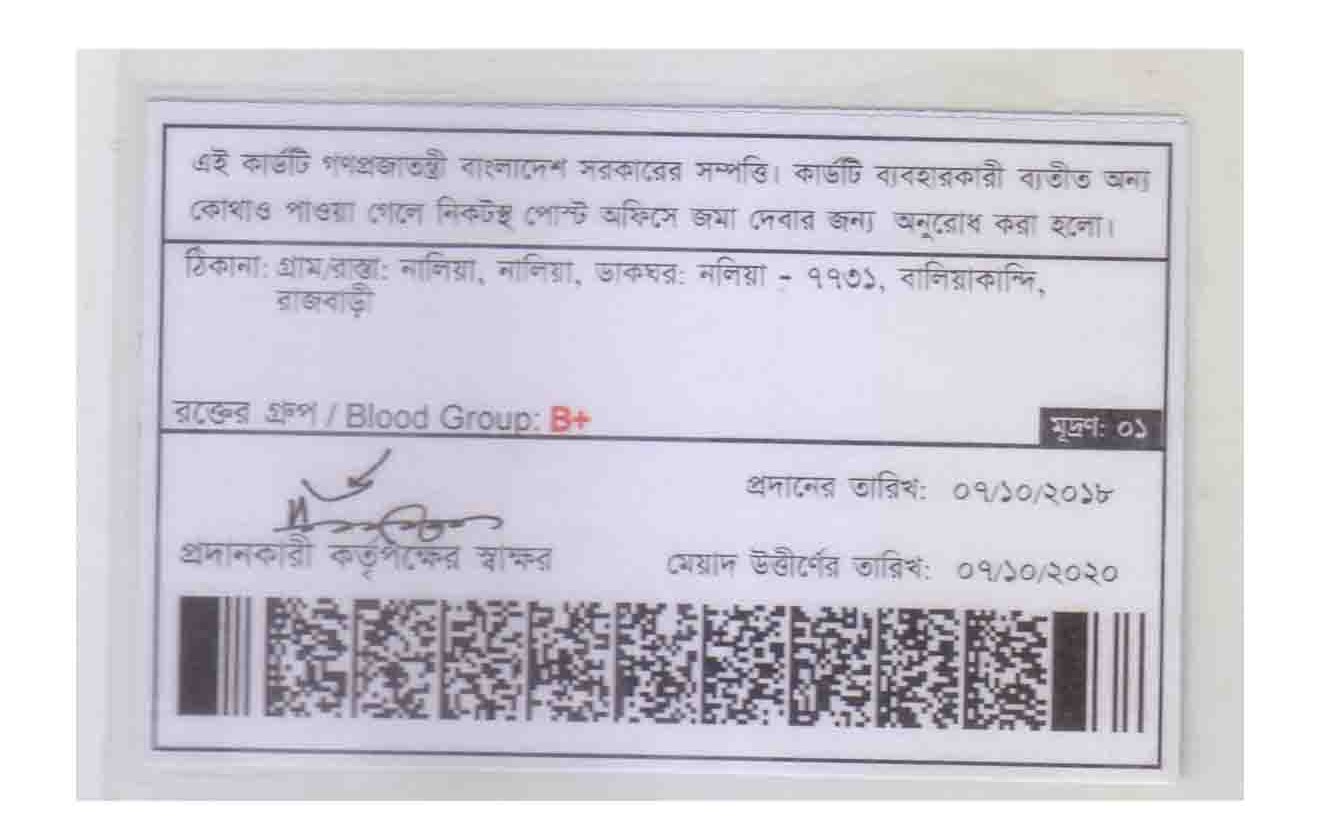 এই কার্ডটি গণপ্রজাতন্ত্রী বাংলাদেশ সরকারের সম্পত্তি। কার্ডটি ব্যবহারকারী ব্যতীত অন্য
কোথাও পাওয়া গেলে নিকটস্থ পোস্ট অফিসে জমা দেবার জন্য অনুরোধ করা হলো।
ঠিকানা: গ্রাম/রাস্তা: নালিয়া, নালিয়া, ডাকঘর: নলিয়া - ৭৭৩১, বালিয়াকান্দি,
রাজবাড়ী
রক্তের গ্রুপ / Blood Group: B+
মূদ্রণ: ০১
প্রদানের তারিখ: ০৭/১০/২০১৮
প্রদানকারী কর্তৃপক্ষের স্বাক্ষর
মেয়াদ উত্তীর্ণের তারিখ: ০৭/১০/২০২০